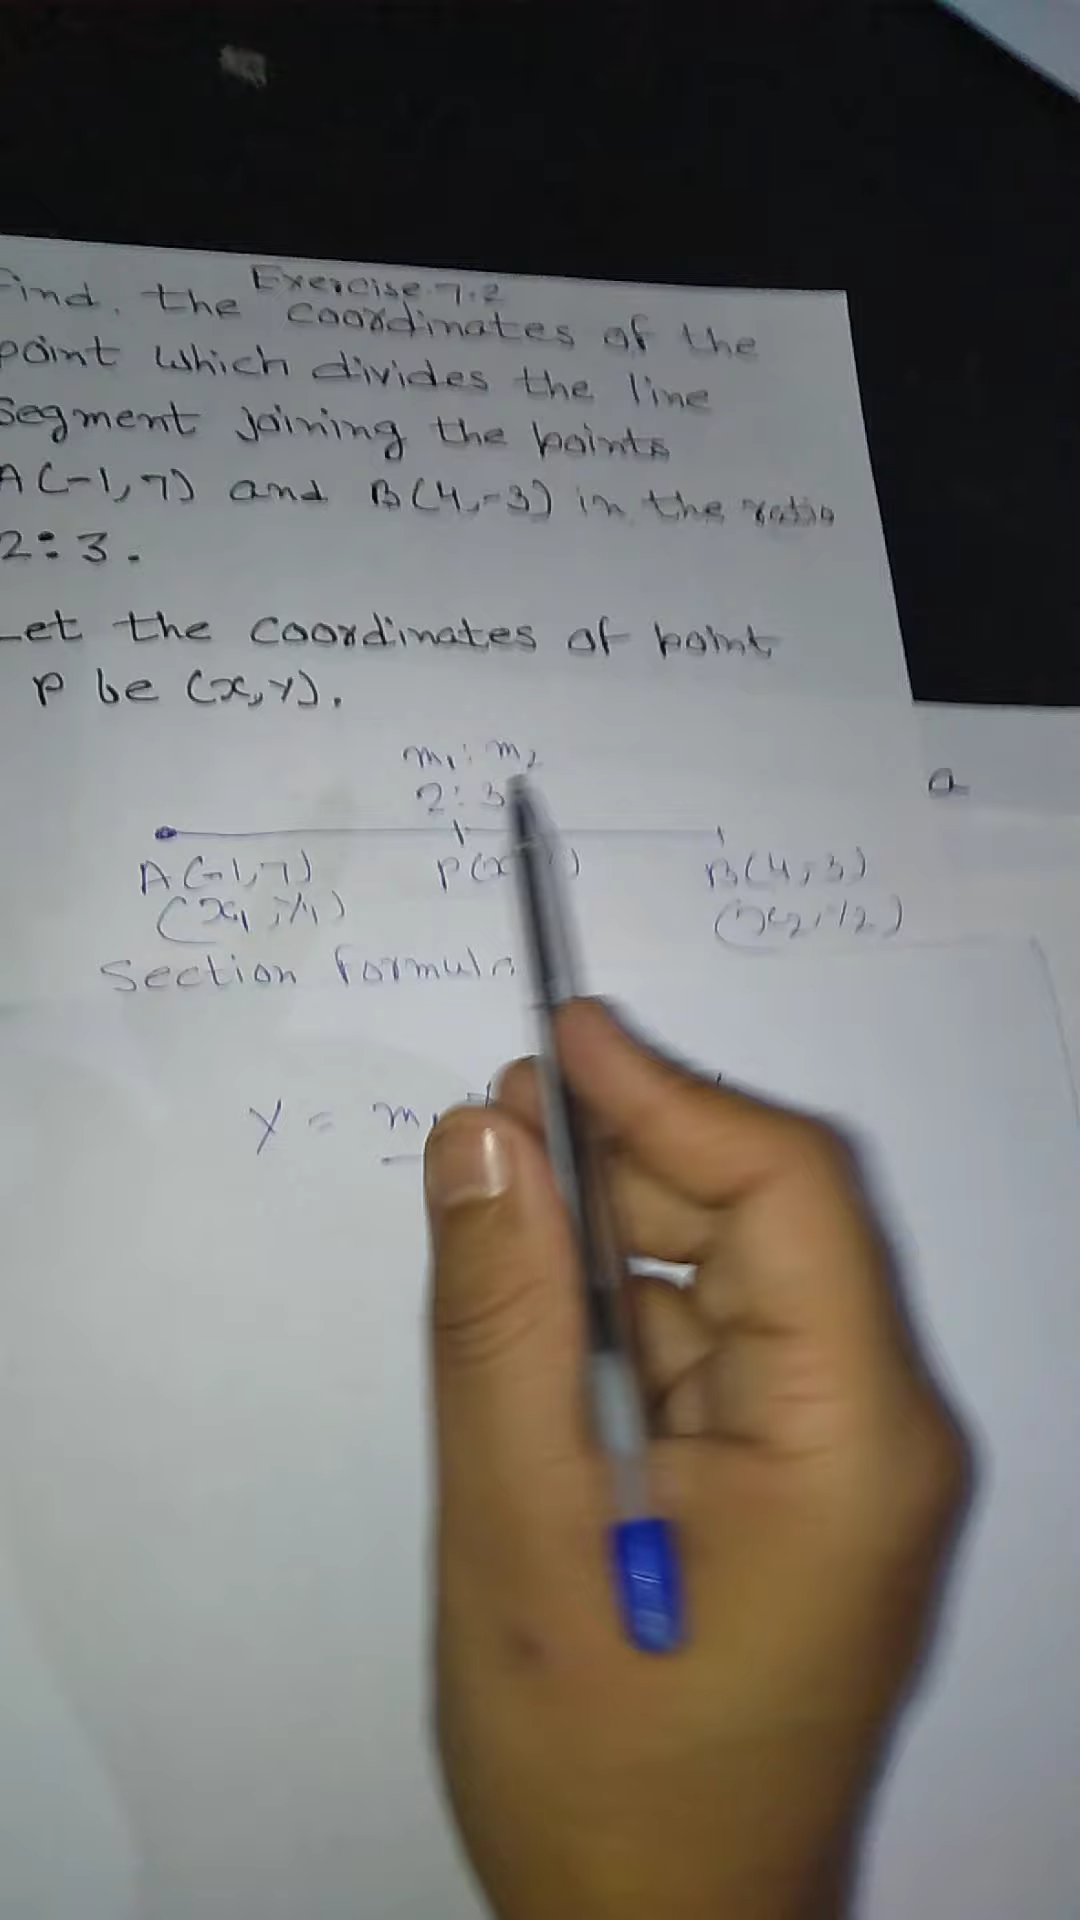 Exercise 7.2
Find the coordinates of the
point which divides the line
segment joining the points
A(-1,7) and B(4,-3) in the ratio
2:3.
Let the coordinates of point
P be (x,y).
m₁: m₂
2: 3
A(-1,7) P(x B(4,-3)
(x₁, y₁) (x₂, y₂)
Section formula
Y = m₁
a